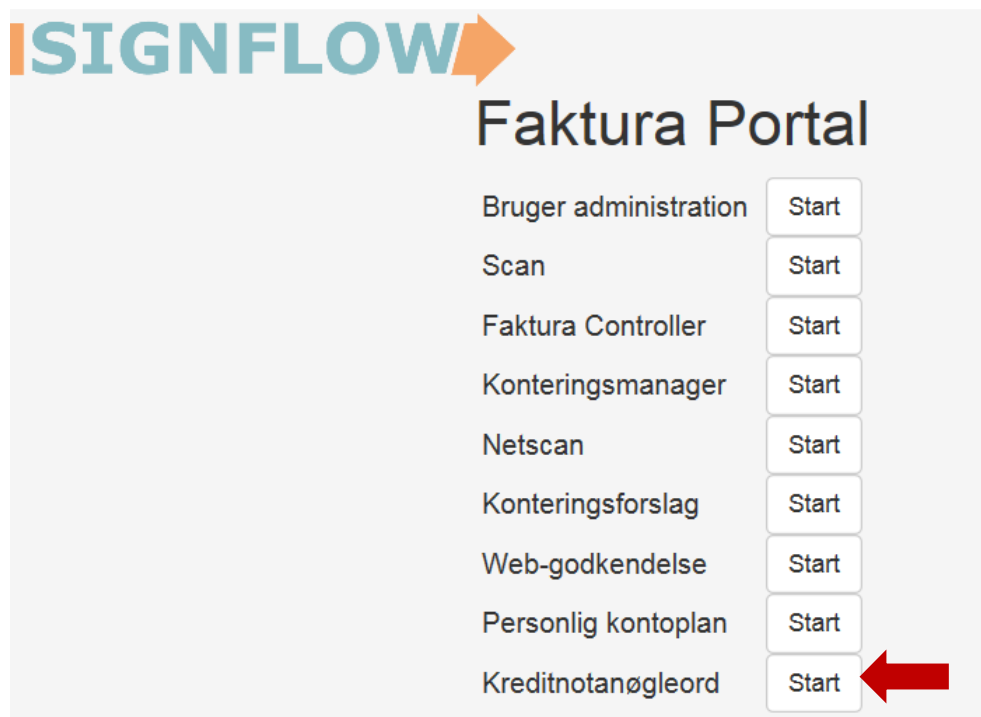 SIGNFLOW
Faktura Portal
Bruger administration Start
Scan Start
Faktura Controller Start
Konteringsmanager Start
Netscan Start
Konteringsforslag Start
Web-godkendelse Start
Personlig kontoplan Start
Kreditnotanøgleord Start